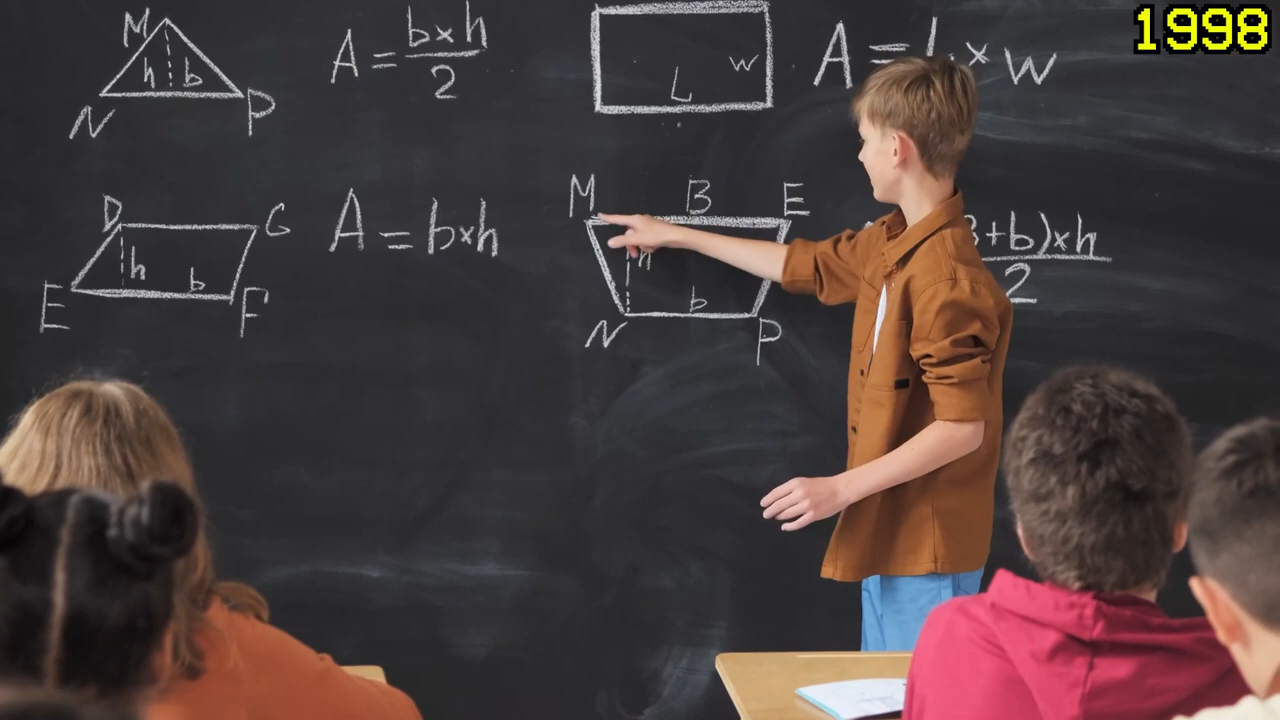 1998
M
h b
N P
A = b×h
2
W
L
A = L × W
D G
h b
E F
A = b×h
M B E
h
b
N P
+b)×h
2